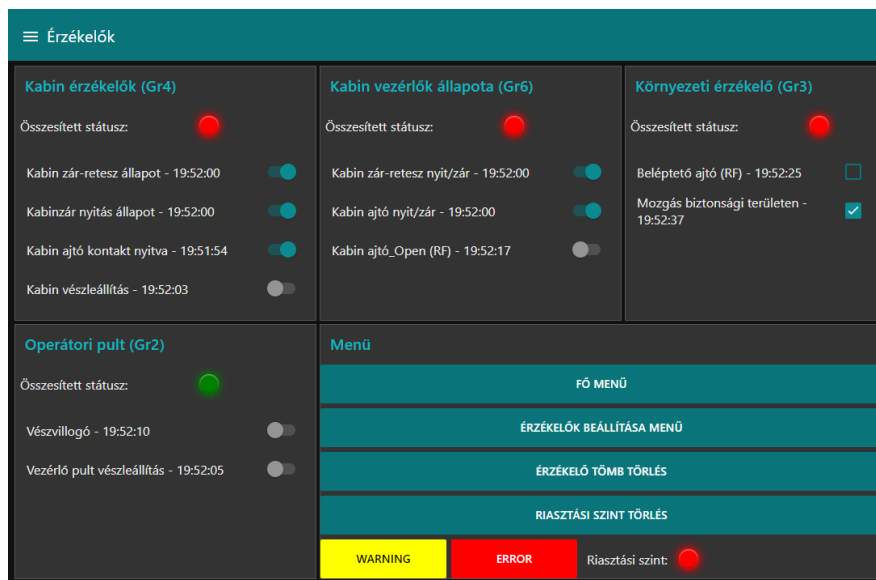 Érzékelők
Kabin érzékelők (Gr4)
Összesített státusz:
Kabin zár-retesz állapot - 19:52:00
Kabinzár nyitás állapot - 19:52:00
Kabin ajtó kontakt nyitva - 19:51:54
Kabin vészleállítás - 19:52:03
Kabin vezérlők állapota (Gr6)
Összesített státusz:
Kabin zár-retesz nyit/zár - 19:52:00
Kabin ajtó nyit/zár - 19:52:00
Kabin ajtó_Open (RF) - 19:52:17
Környezeti érzékelő (Gr3)
Összesített státusz:
Beléptető ajtó (RF) - 19:52:25
Mozgás biztonsági területen -
19:52:37
Operátori pult (Gr2)
Összesített státusz:
Vészvillogó - 19:52:10
Vezérlő pult vészleállítás - 19:52:05
Menü
FŐ MENÜ
ÉRZÉKELŐK BEÁLLÍTÁSA MENÜ
ÉRZÉKELŐ TÖMB TÖRLÉS
RIASZTÁSI SZINT TÖRLÉS
WARNING
ERROR
Riasztási szint: